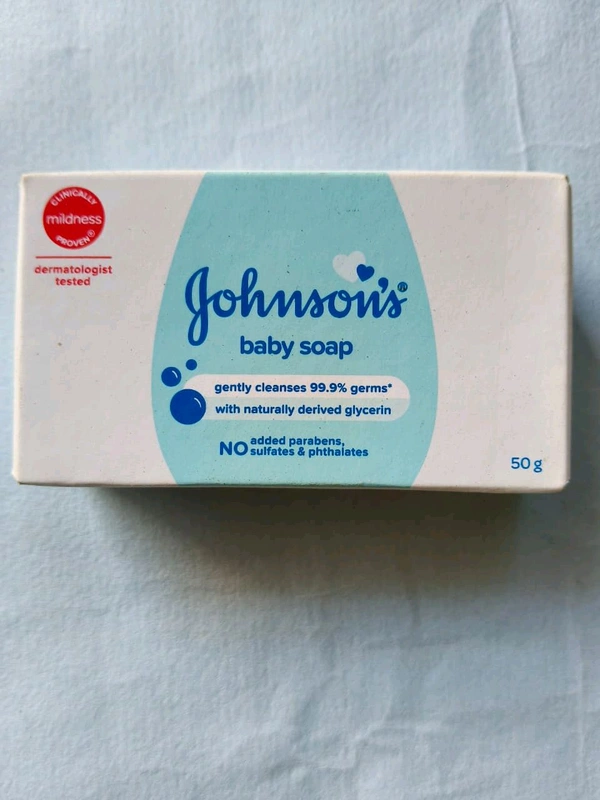 CLINICALLY
mildness
PROVEN®
dermatologist
tested
Johnson's®
baby soap
gently cleanses 99.9% germs*
with naturally derived glycerin
NO added parabens,
sulfates & phthalates
50 g